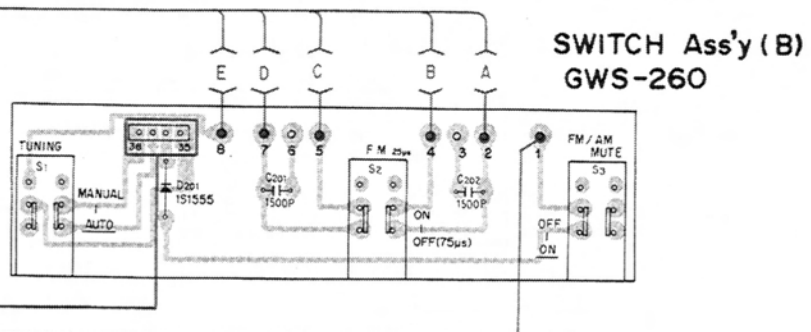 SWITCH Ass'y (B)
GWS-260
E D C B A
36 35 8 7 6 5 4 3 2 1
TUNING
S1
MANUAL
AUTO
D201
1S1555
C201
1500P
FM 25μs
S2
ON
OFF(75μs)
C202
1500P
FM/AM
MUTE
S3
OFF
ON